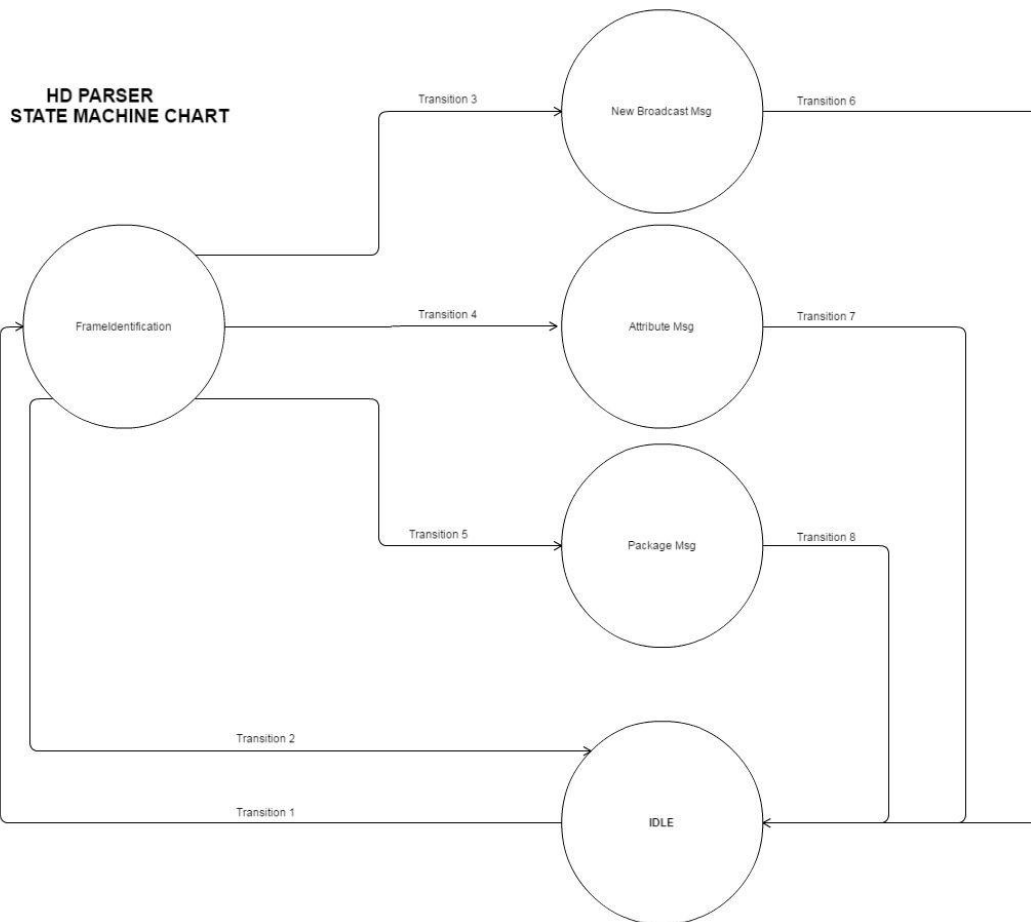 HD PARSER
STATE MACHINE CHART
Transition 3
New Broadcast Msg
Transition 6
FrameIdentification
Transition 4
Attribute Msg
Transition 7
Transition 5
Package Msg
Transition 8
Transition 2
Transition 1
IDLE